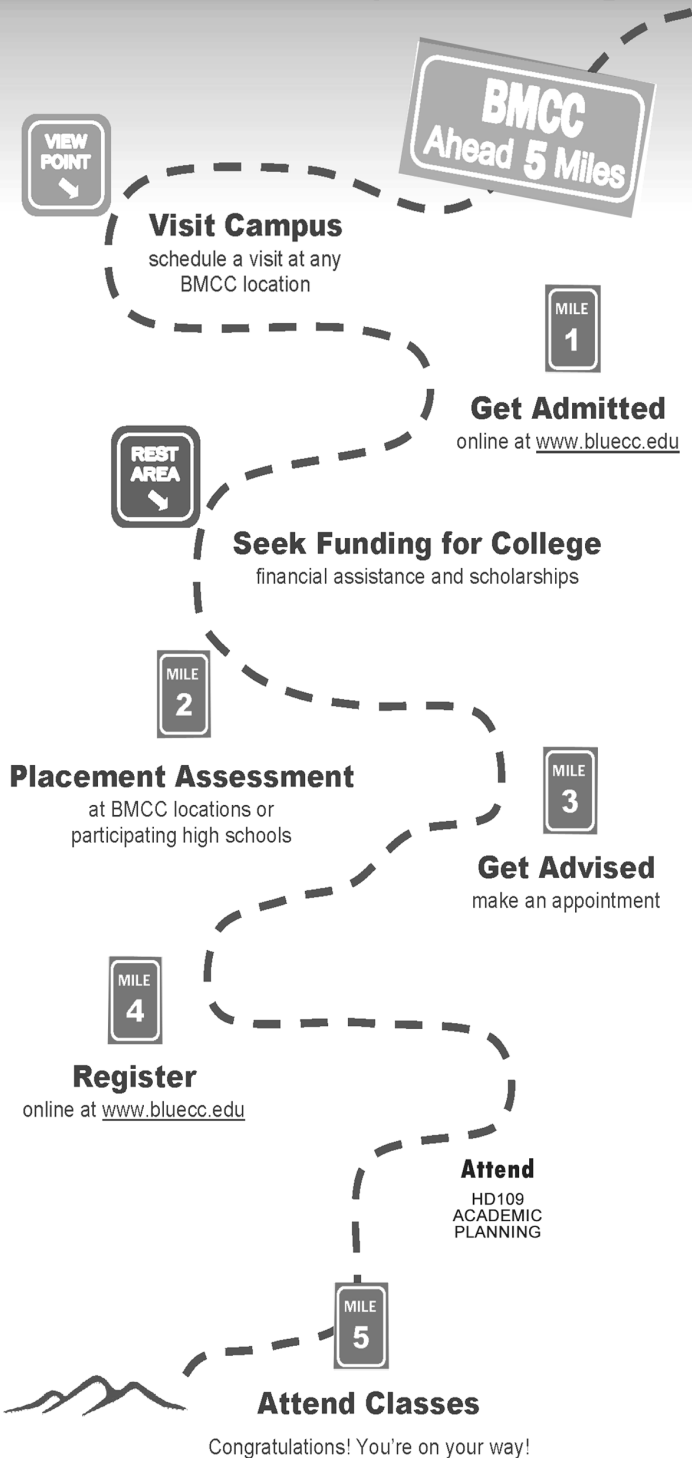 BMCC
Ahead 5 Miles
VIEW
POINT
Visit Campus
schedule a visit at any
BMCC location
MILE
1
Get Admitted
online at www.bluecc.edu
REST
AREA
Seek Funding for College
financial assistance and scholarships
MILE
2
Placement Assessment
at BMCC locations or
participating high schools
MILE
3
Get Advised
make an appointment
MILE
4
Register
online at www.bluecc.edu
Attend
HD109
ACADEMIC
PLANNING
MILE
5
Attend Classes
Congratulations! You're on your way!